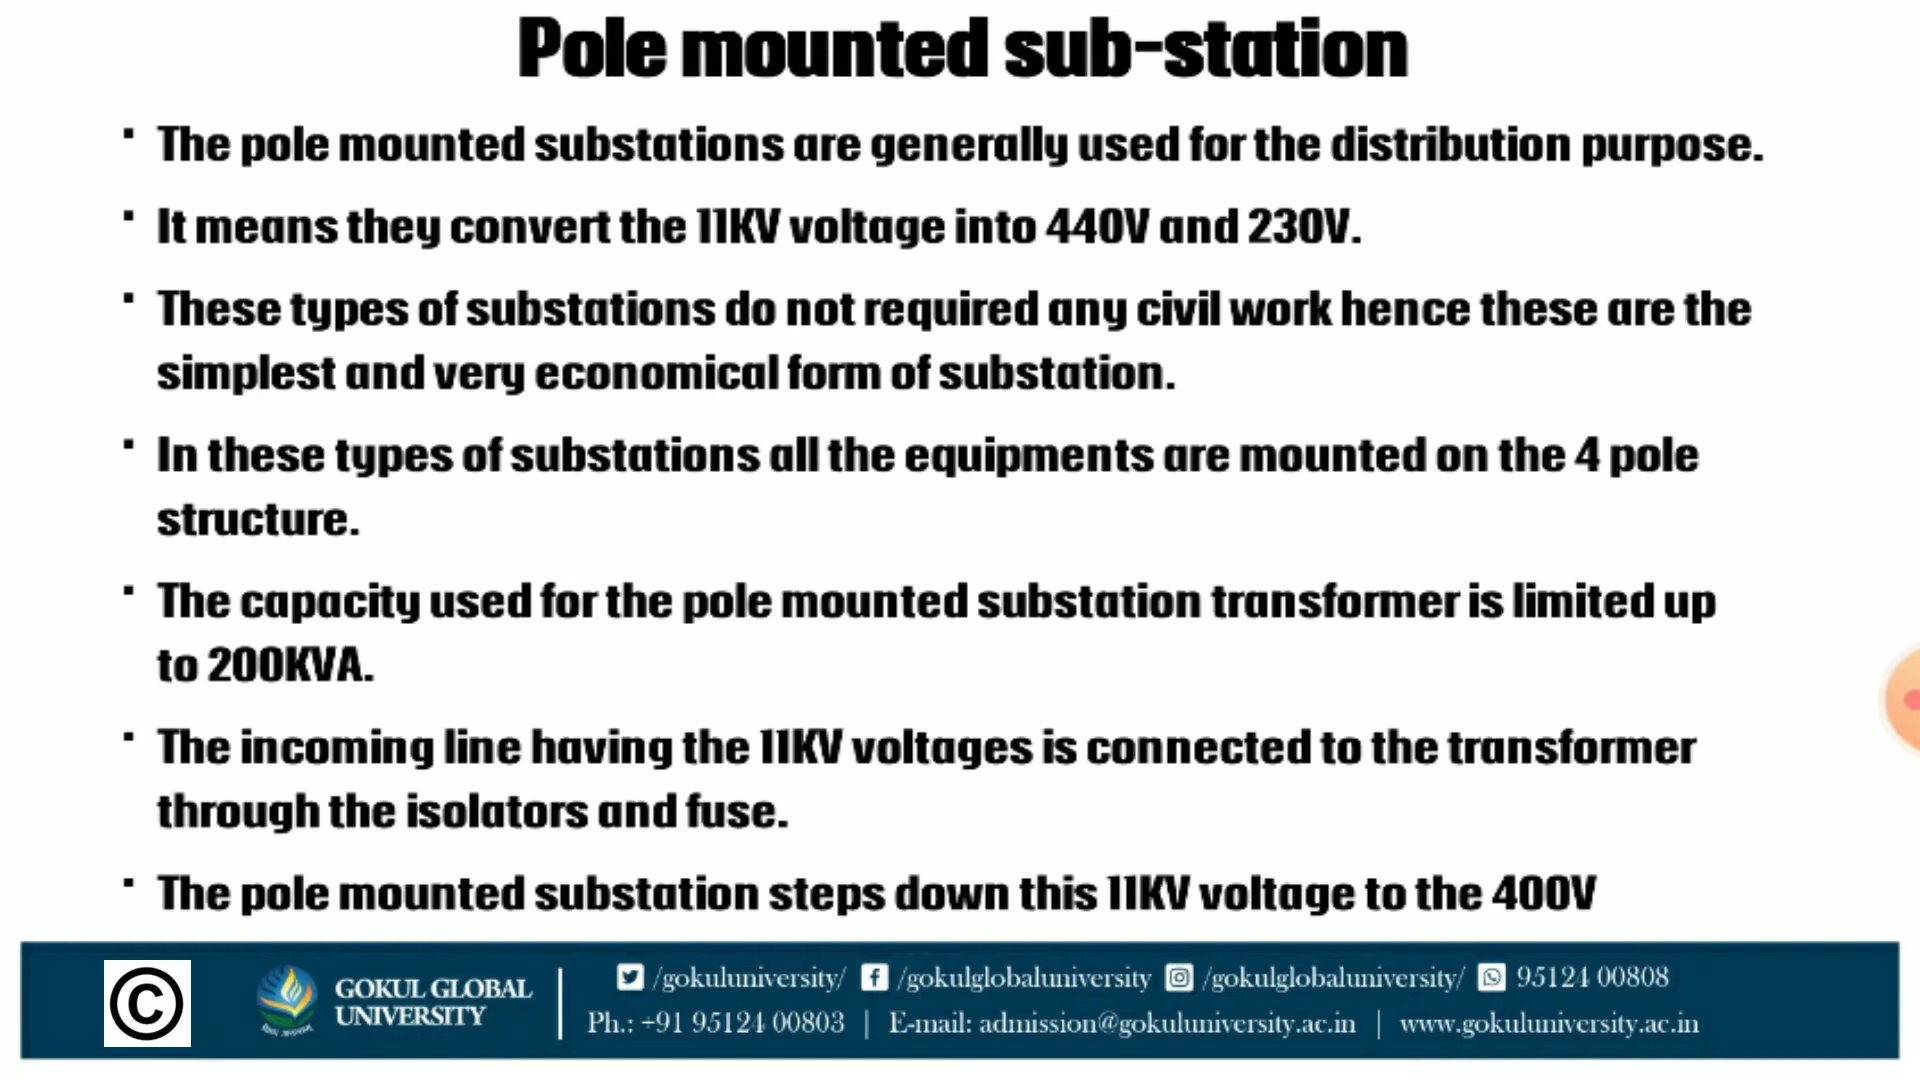 Pole mounted sub-station
▪ The pole mounted substations are generally used for the distribution purpose.
▪ It means they convert the 11KV voltage into 440V and 230V.
▪ These types of substations do not required any civil work hence these are the
simplest and very economical form of substation.
▪ In these types of substations all the equipments are mounted on the 4 pole
structure.
▪ The capacity used for the pole mounted substation transformer is limited up
to 200KVA.
▪ The incoming line having the 11KV voltages is connected to the transformer
through the isolators and fuse.
▪ The pole mounted substation steps down this 11KV voltage to the 400V
©
GOKUL GLOBAL
UNIVERSITY
/gokuluniversity/ /gokulglobaluniversity /gokulglobaluniversity/ 95124 00808
Ph.: +91 95124 00803 | E-mail: admission@gokuluniversity.ac.in | www.gokuluniversity.ac.in